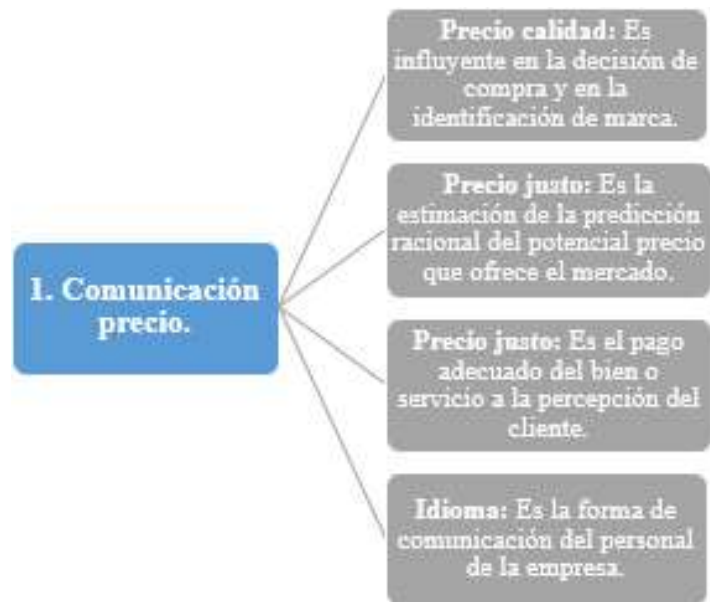 1. Comunicación
precio.
Precio calidad: Es
influyente en la decisión de
compra y en la
identificación de marca.
Precio justo: Es la
estimación de la predicción
racional del potencial precio
que ofrece el mercado.
Precio justo: Es el pago
adecuado del bien o
servicio a la percepción del
cliente.
Idioma: Es la forma de
comunicación del personal
de la empresa.